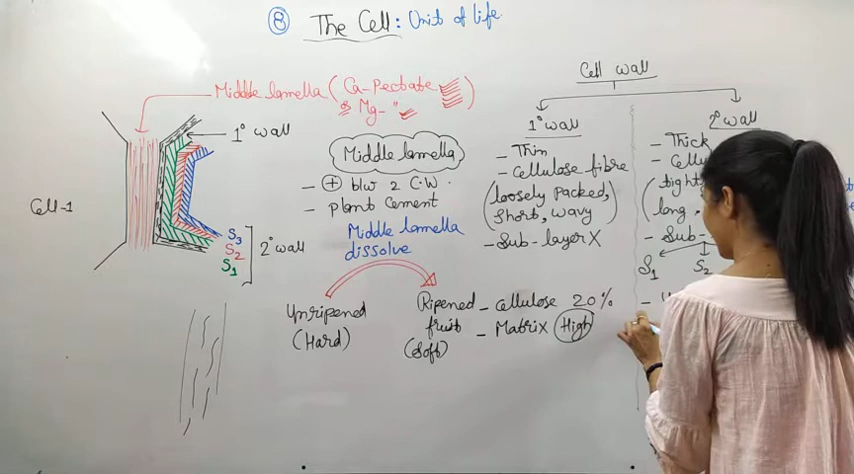 ⑧ The Cell: Unit of life
Middle lamella (Ca-Pectate
& Mg- " )
1° wall
Cell-1
S3
S2
S1
2° wall
Middle lamella
- ⊕ b/w 2 C.W.
- Plant Cement
Middle lamella
dissolve
Unripened
(Hard)
Ripened
fruit
(Soft)
Cell wall
1° wall
- Thin
- Cellulose fibre
(loosely packed,
short, wavy)
- Sub-layer X
- Cellulose 20%
- Matrix (High)
2° wall
- Thick
long,
- Sub-
S1
S2